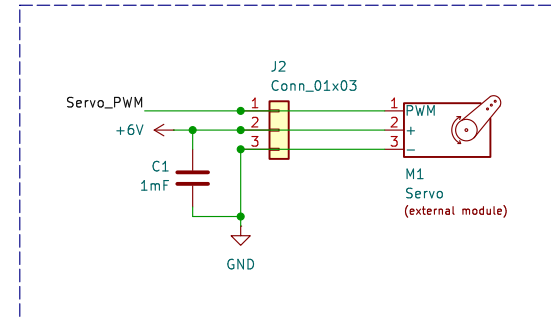 J2
Conn_01x03
Servo_PWM
1
1
PWM
+6V
2
2
+
3
3
-
C1
1mF
M1
Servo
(external module)
GND